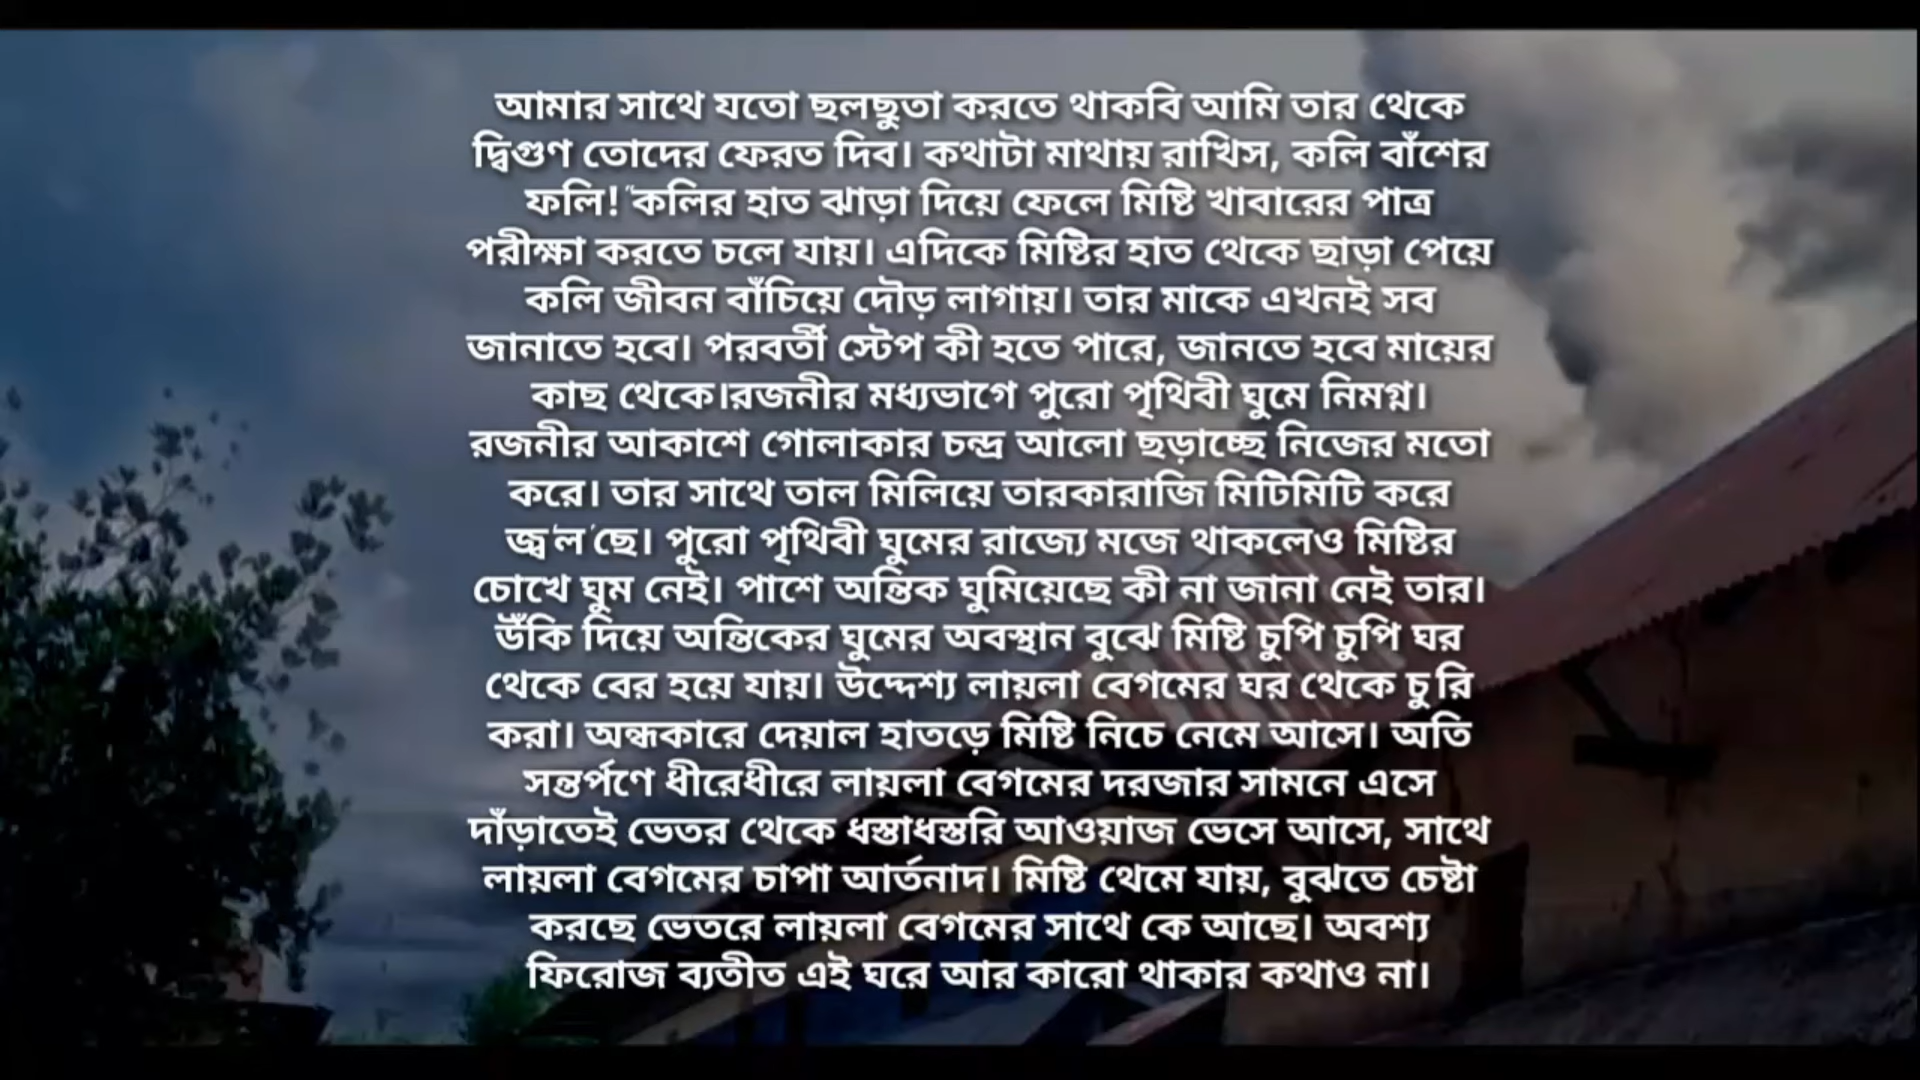 আমার সাথে যতো ছলছুতা করতে থাকবি আমি তার থেকে
দ্বিগুণ তোদের ফেরত দিব। কথাটা মাথায় রাখিস, কলি বাঁশের
ফলি!"কলির হাত ঝাড়া দিয়ে ফেলে মিষ্টি খাবারের পাত্র
পরীক্ষা করতে চলে যায়। এদিকে মিষ্টির হাত থেকে ছাড়া পেয়ে
কলি জীবন বাঁচিয়ে দৌড় লাগায়। তার মাকে এখনই সব
জানাতে হবে। পরবর্তী স্টেপ কী হতে পারে, জানতে হবে মায়ের
কাছ থেকে।রজনীর মধ্যভাগে পুরো পৃথিবী ঘুমে নিমগ্ন।
রজনীর আকাশে গোলাকার চন্দ্র আলো ছড়াচ্ছে নিজের মতো
করে। তার সাথে তাল মিলিয়ে তারকারাজি মিটিমিটি করে
জ্ব'ল'ছে। পুরো পৃথিবী ঘুমের রাজ্যে মজে থাকলেও মিষ্টির
চোখে ঘুম নেই। পাশে অন্তিক ঘুমিয়েছে কী না জানা নেই তার।
উঁকি দিয়ে অন্তিকের ঘুমের অবস্থান বুঝে মিষ্টি চুপি চুপি ঘর
থেকে বের হয়ে যায়। উদ্দেশ্য লায়লা বেগমের ঘর থেকে চু রি
করা। অন্ধকারে দেয়াল হাতড়ে মিষ্টি নিচে নেমে আসে। অতি
সন্তর্পণে ধীরেধীরে লায়লা বেগমের দরজার সামনে এসে
দাঁড়াতেই ভেতর থেকে ধস্তাধস্তরি আওয়াজ ভেসে আসে, সাথে
লায়লা বেগমের চাপা আর্তনাদ। মিষ্টি থেমে যায়, বুঝতে চেষ্টা
করছে ভেতরে লায়লা বেগমের সাথে কে আছে। অবশ্য
ফিরোজ ব্যতীত এই ঘরে আর কারো থাকার কথাও না।